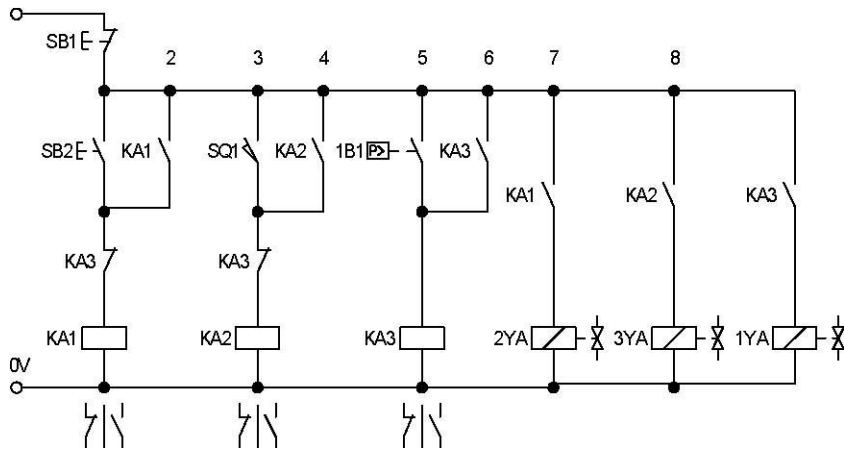 SB1
2 3 4 5 6 7 8
SB2 KA1 SQ1 KA2 1B1 P> KA3
KA1 KA2 KA3
KA3 KA3
KA1 KA2 KA3 2YA 3YA 1YA
0V